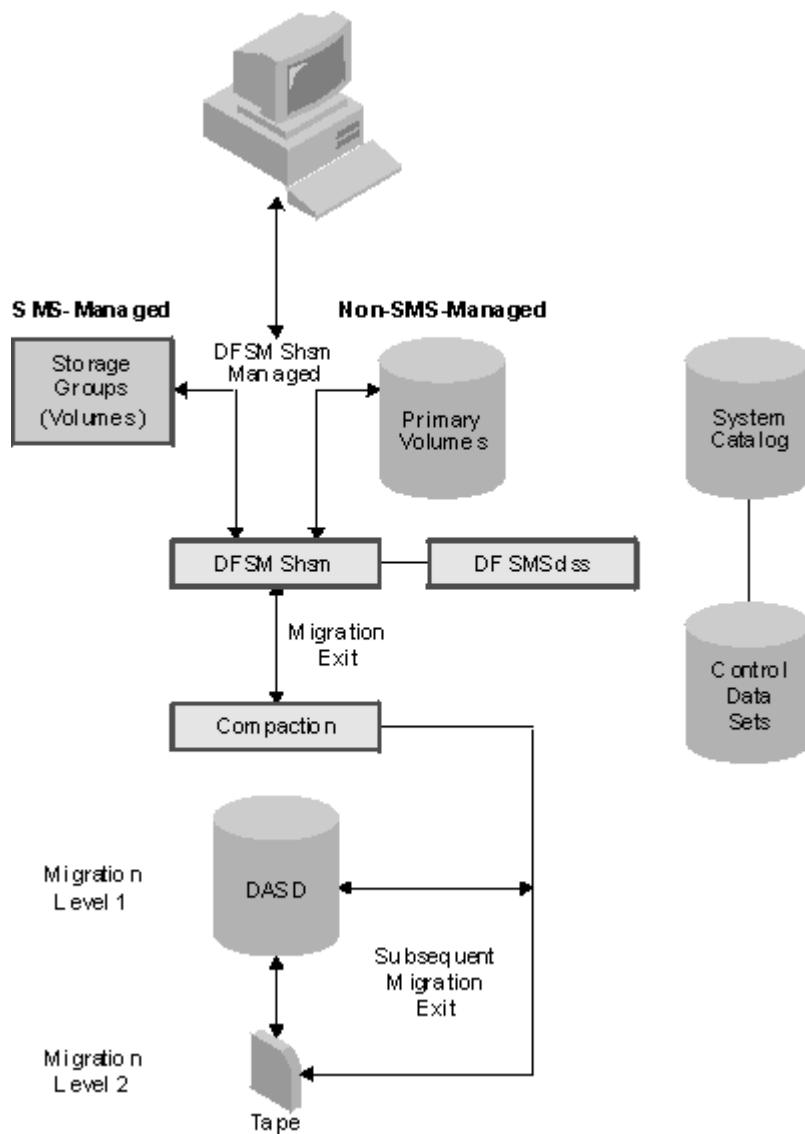 SMS-Managed
Non-SMS-Managed
DFSMShsm
Managed
Storage
Groups
(Volumes)
Primary
Volumes
System
Catalog
DFSMShsm
DFSMSdss
Migration
Exit
Control
Data
Sets
Compaction
Migration
Level 1
DASD
Subsequent
Migration
Exit
Migration
Level 2
Tape